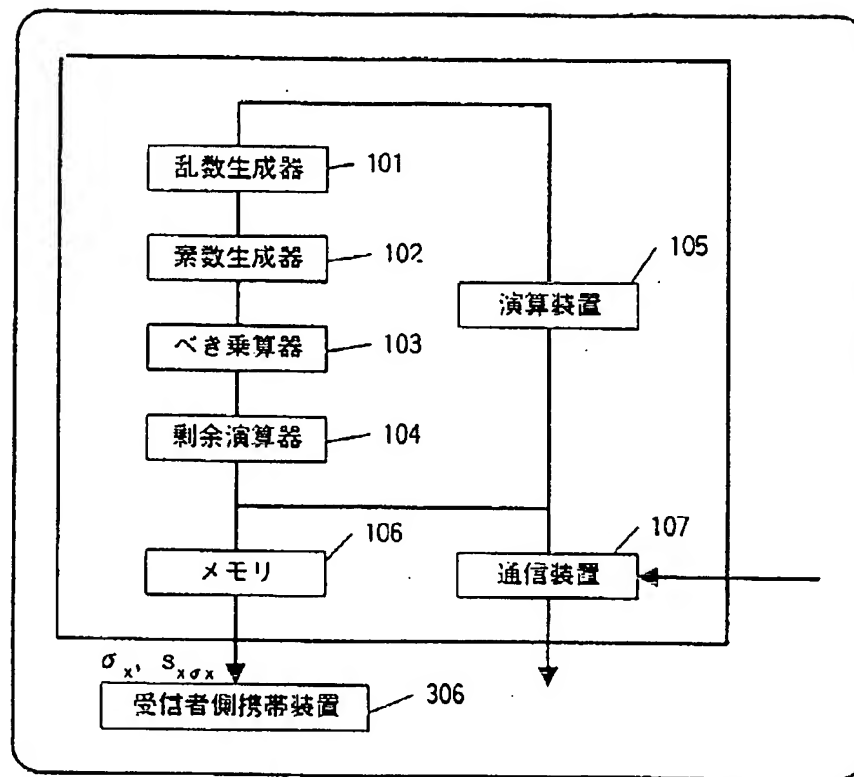 乱数生成器 101
素数生成器 102
べき乗算器 103
剰余演算器 104
演算装置 105
メモリ 106
通信装置 107
σx, Sxσx
受信者側携帯装置 306